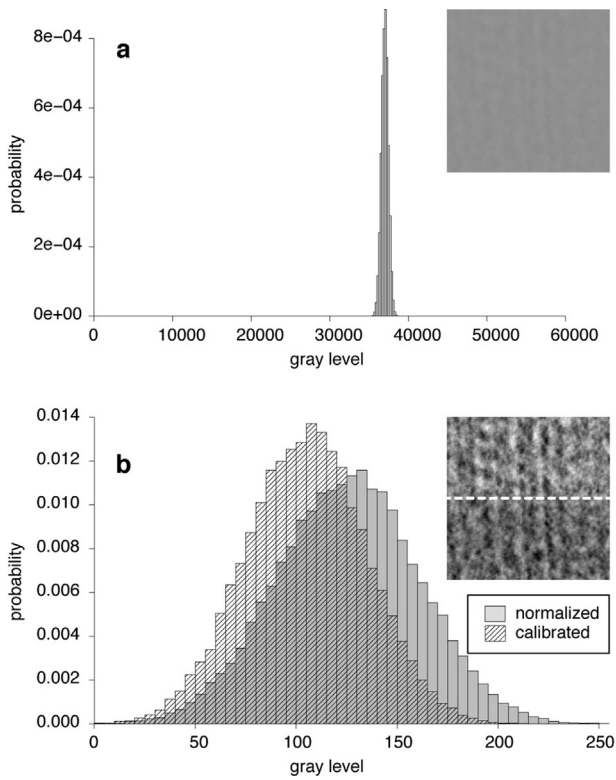 a
8e−04
6e−04
4e−04
2e−04
0e+00
probability
0 10000 20000 30000 40000 50000 60000
gray level
b
0.014
0.012
0.010
0.008
0.006
0.004
0.002
0.000
probability
normalized
calibrated
0 50 100 150 200 250
gray level